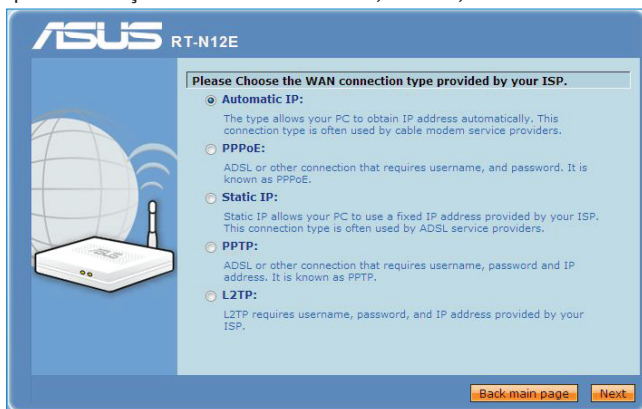 ASUS RT-N12E
Please Choose the WAN connection type provided by your ISP.
Automatic IP:
The type allows your PC to obtain IP address automatically. This
connection type is often used by cable modem service providers.
PPPoE:
ADSL or other connection that requires username, and password. It is
known as PPPoE.
Static IP:
Static IP allows your PC to use a fixed IP address provided by your ISP.
This connection type is often used by ADSL service providers.
PPTP:
ADSL or other connection that requires username, password and IP
address. It is known as PPTP.
L2TP:
L2TP requires username, password, and IP address provided by your
ISP.
ASUS
Back main page Next